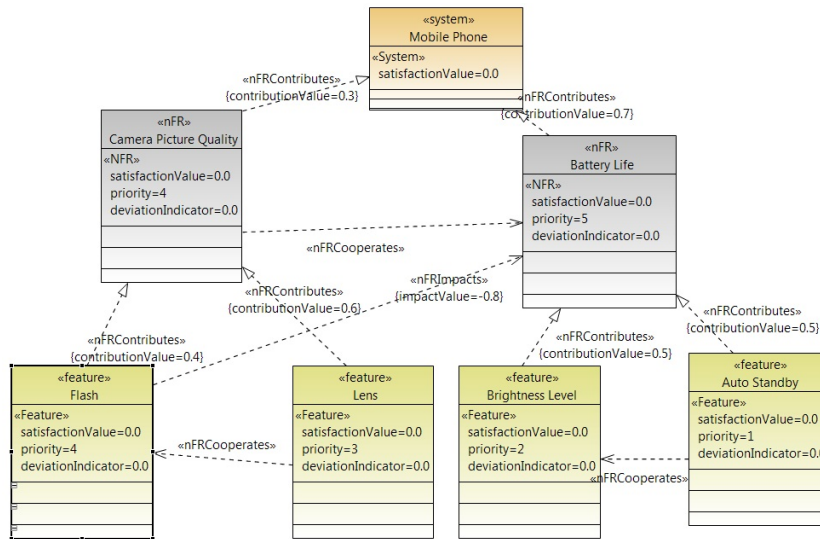 «system»
Mobile Phone
«System»
satisfactionValue=0.0
«nFRContributes»
{contributionValue=0.3}
«nFRContributes»
{contributionValue=0.7}
«nFR»
Camera Picture Quality
«NFR»
satisfactionValue=0.0
priority=4
deviationIndicator=0.0
«nFR»
Battery Life
«NFR»
satisfactionValue=0.0
priority=5
deviationIndicator=0.0
«nFRCooperates»
«nFRImpacts»
{impactValue=-0.8}
«nFRContributes»
{contributionValue=0.6}
«nFRContributes»
{contributionValue=0.4}
«nFRContributes»
{contributionValue=0.5}
«nFRContributes»
{contributionValue=0.5}
«feature»
Flash
«Feature»
satisfactionValue=0.0
priority=4
deviationIndicator=0.0
«nFRCooperates»
«feature»
Lens
«Feature»
satisfactionValue=0.0
priority=3
deviationIndicator=0.0
«feature»
Brightness Level
«Feature»
satisfactionValue=0.0
priority=2
deviationIndicator=0.0
«nFRCooperates»
«feature»
Auto Standby
«Feature»
satisfactionValue=0.0
priority=1
deviationIndicator=0.0